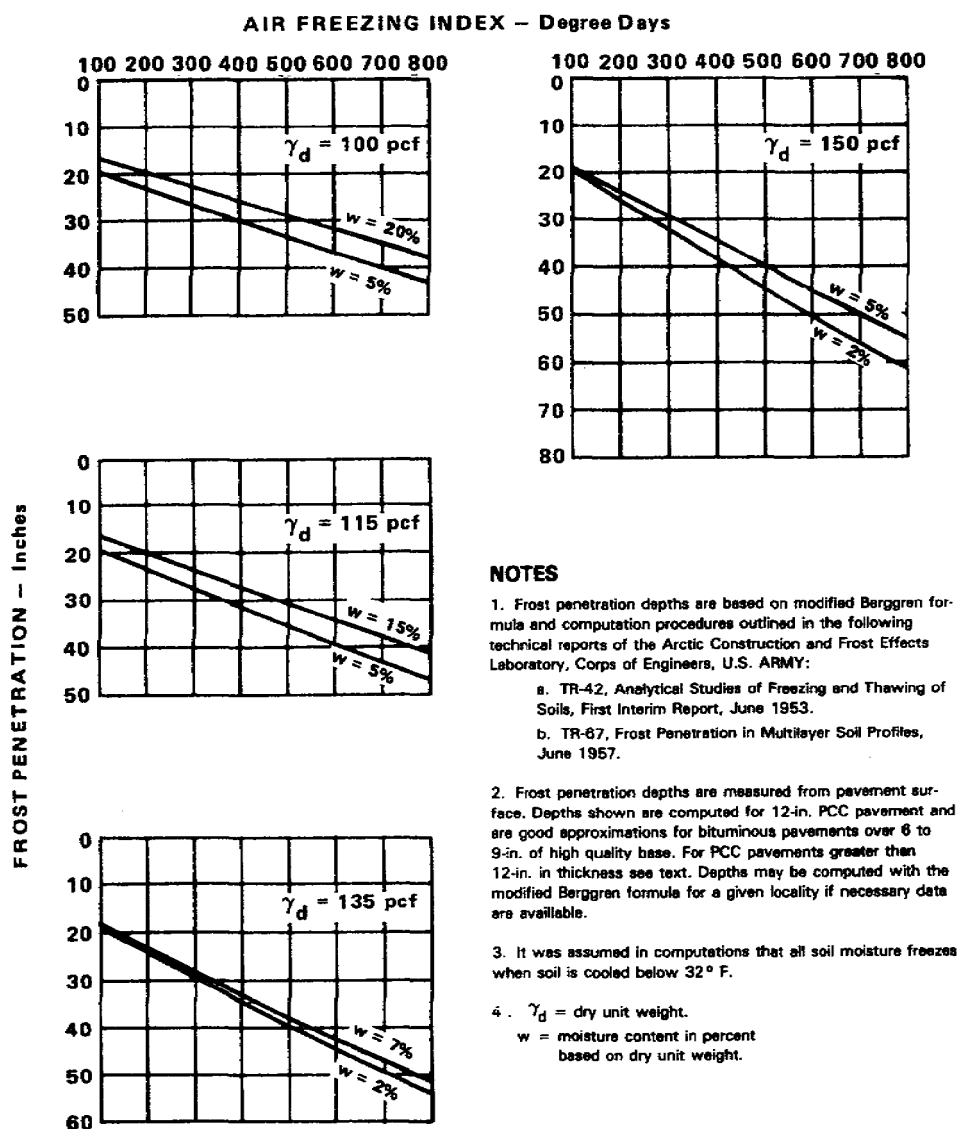 AIR FREEZING INDEX — Degree Days
100 200 300 400 500 600 700 800
0
10
20
30
40
50
γd = 100 pcf
w = 20%
w = 5%
100 200 300 400 500 600 700 800
0
10
20
30
40
50
60
70
80
γd = 150 pcf
w = 5%
w = 2%
FROST PENETRATION — Inches
0
10
20
30
40
50
γd = 115 pcf
w = 15%
w = 5%
0
10
20
30
40
50
60
γd = 135 pcf
w = 7%
w = 2%
NOTES
1. Frost penetration depths are based on modified Berggren for-
mula and computation procedures outlined in the following
technical reports of the Arctic Construction and Frost Effects
Laboratory, Corps of Engineers, U.S. ARMY:
a. TR-42, Analytical Studies of Freezing and Thawing of
Soils, First Interim Report, June 1953.
b. TR-67, Frost Penetration in Multilayer Soil Profiles,
June 1957.
2. Frost penetration depths are measured from pavement sur-
face. Depths shown are computed for 12-in. PCC pavement and
are good approximations for bituminous pavements over 6 to
9-in. of high quality base. For PCC pavements greater than
12-in. in thickness see text. Depths may be computed with the
modified Berggren formula for a given locality if necessary data
are availlable.
3. It was assumed in computations that all soil moisture freezes
when soil is cooled below 32° F.
4 . γd = dry unit weight.
w = moisture content in percent
based on dry unit weight.